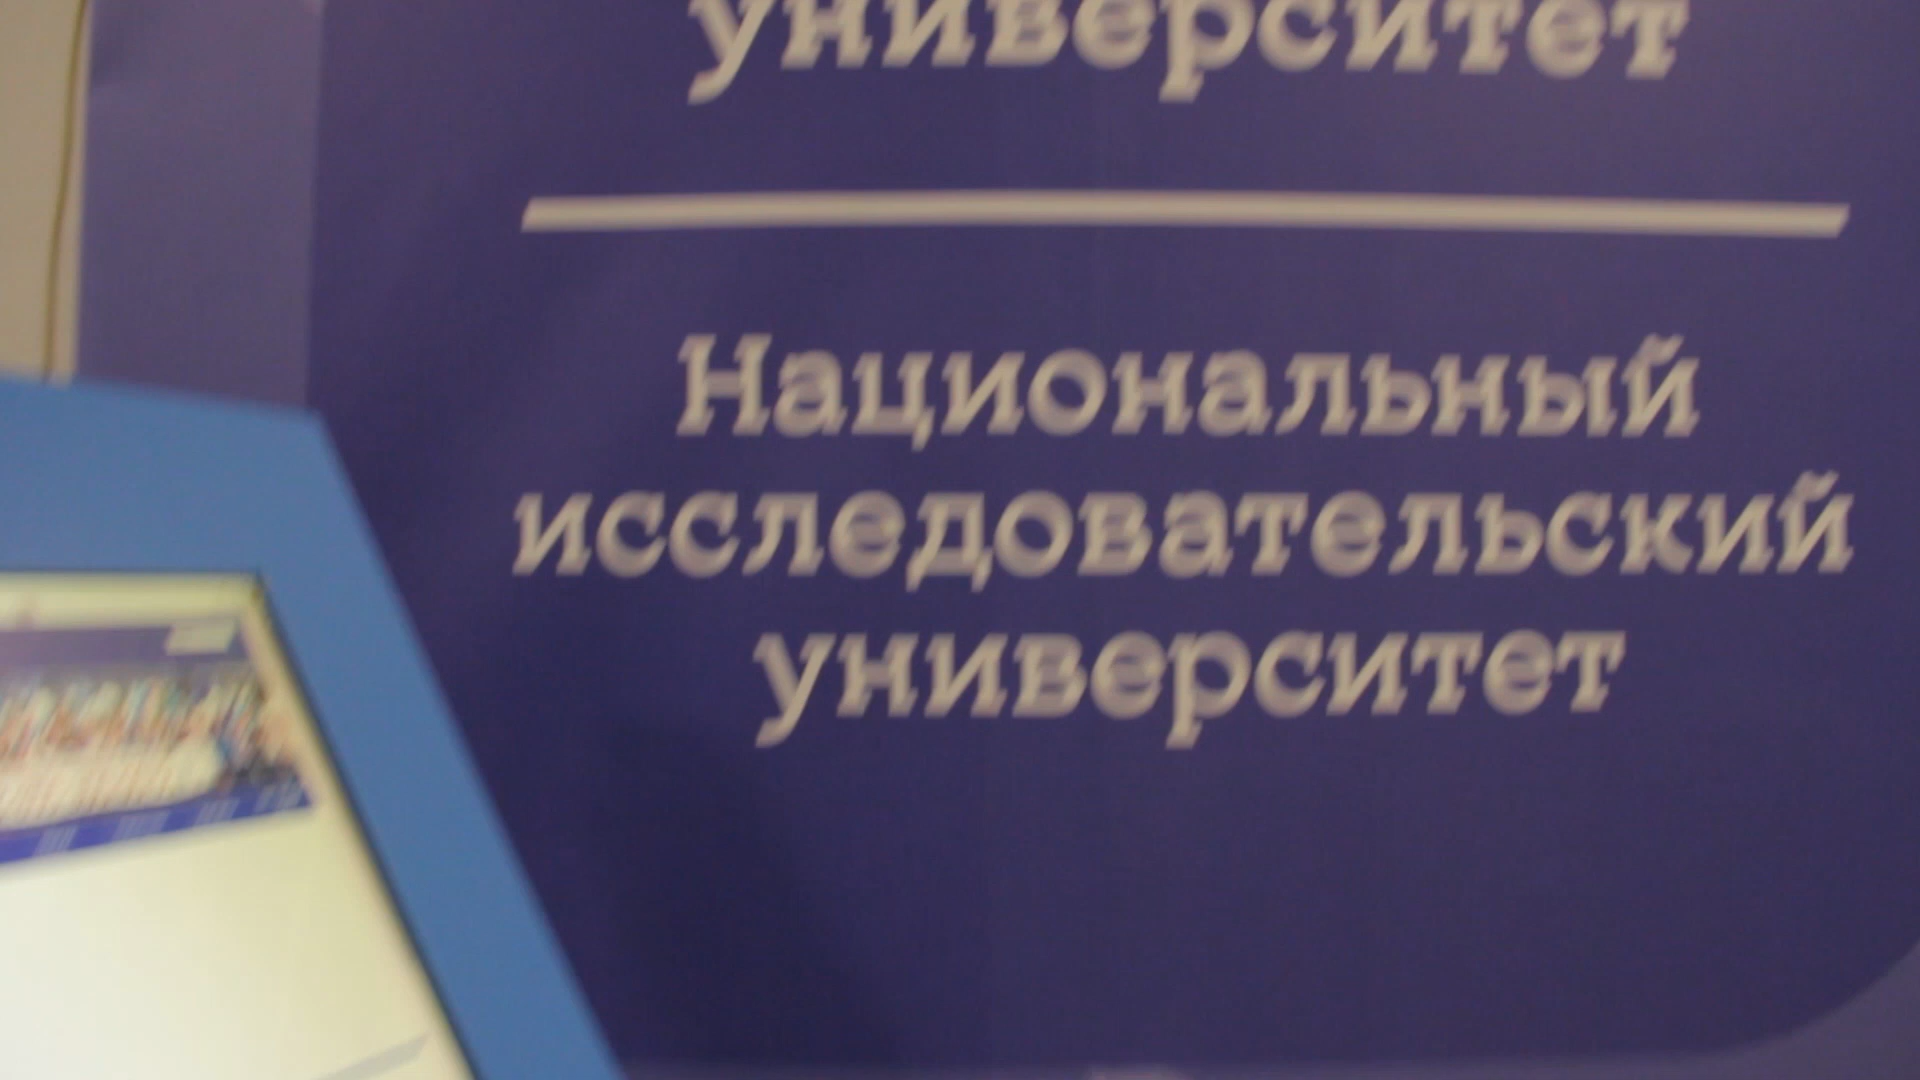 университет
Национальный
исследовательский
университет